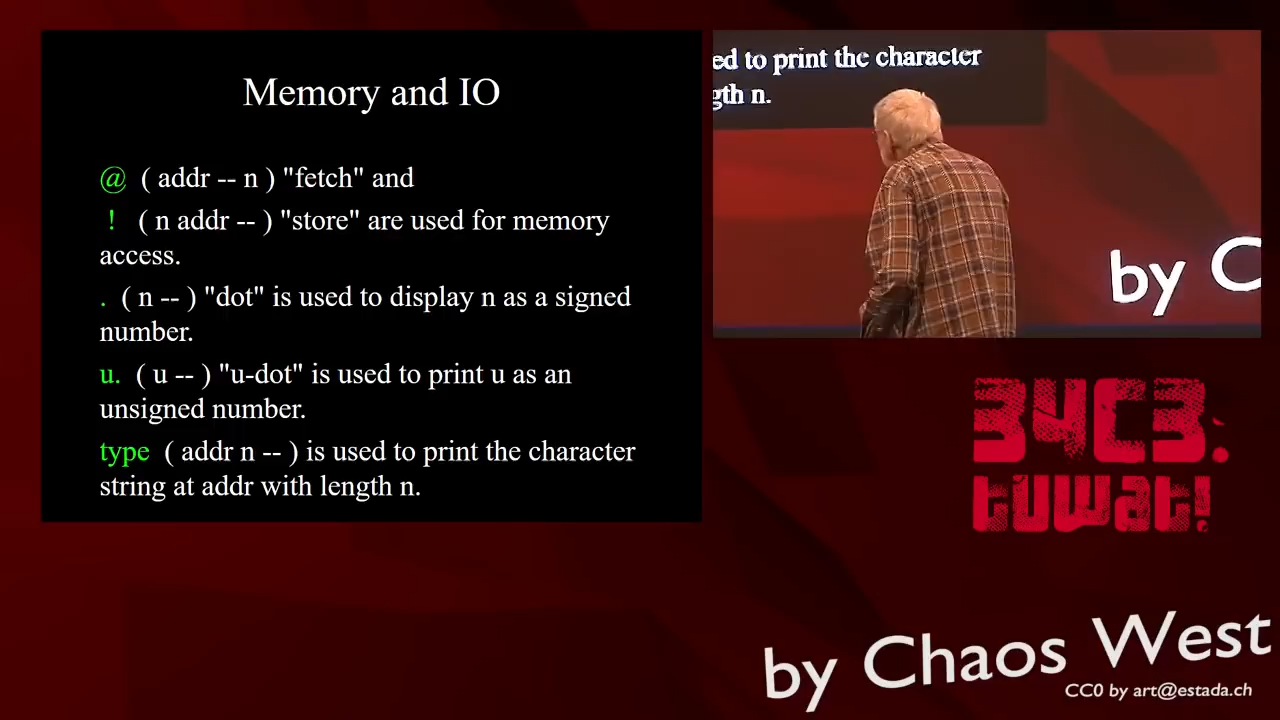 Memory and IO
@ ( addr -- n ) "fetch" and
! ( n addr -- ) "store" are used for memory
access.
. ( n -- ) "dot" is used to display n as a signed
number.
u. ( u -- ) "u-dot" is used to print u as an
unsigned number.
type ( addr n -- ) is used to print the character
string at addr with length n.
ed to print the character
gth n.
by C
34C3.
tuwat!
by Chaos West
CC0 by art@estada.ch